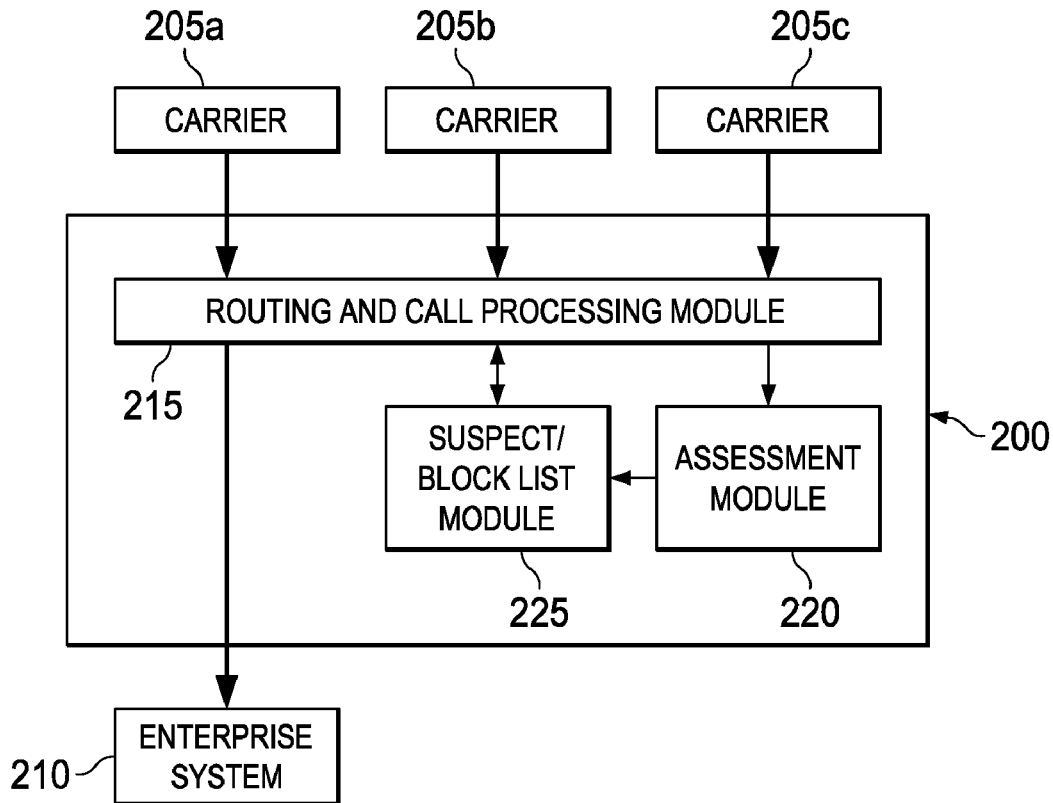 205a
205b
205c
CARRIER
CARRIER
CARRIER
ROUTING AND CALL PROCESSING MODULE
215
SUSPECT/
BLOCK LIST
MODULE
ASSESSMENT
MODULE
200
225
220
210
ENTERPRISE
SYSTEM